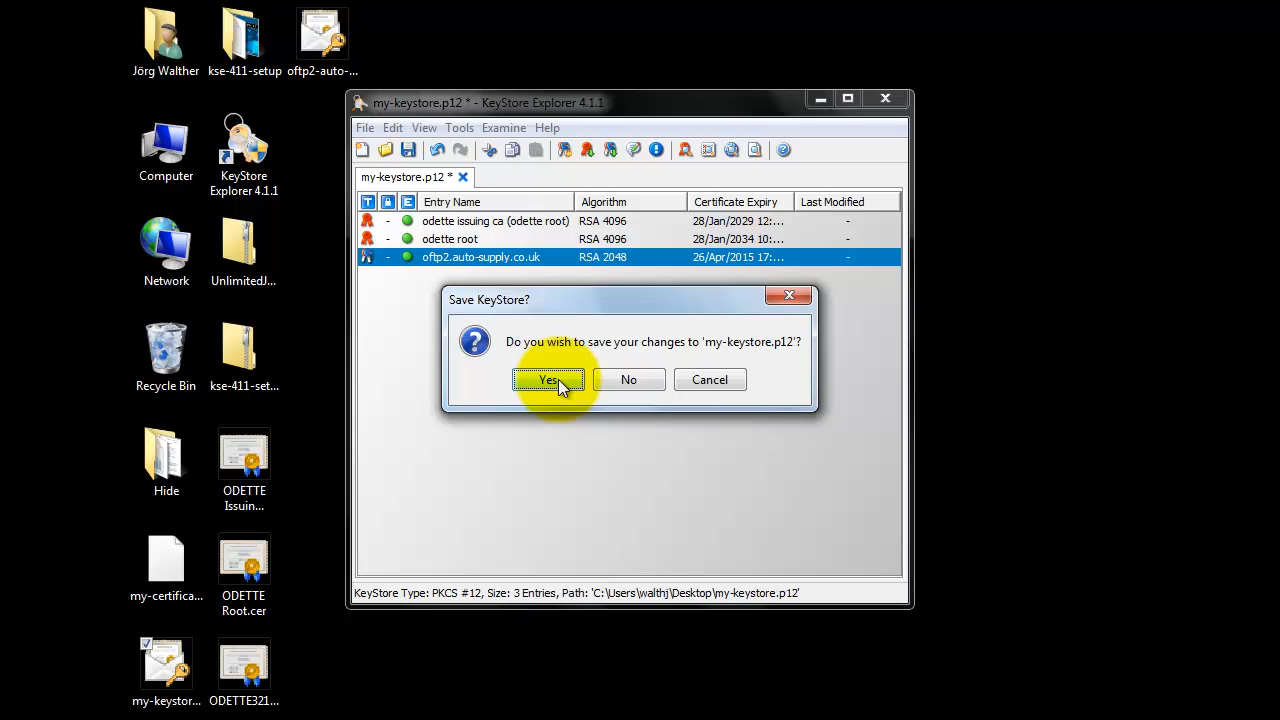 Jörg Walther
kse-411-setup
oftp2-auto-...
Computer
KeyStore
Explorer 4.1.1
Network
UnlimitedJ...
Recycle Bin
kse-411-set...
Hide
ODETTE
Issuin...
my-certifica...
ODETTE
Root.cer
my-keystor...
ODETTE321...
my-keystore.p12 * - KeyStore Explorer 4.1.1
File Edit View Tools Examine Help
my-keystore.p12 *
T E Entry Name Algorithm Certificate Expiry Last Modified
- odette issuing ca (odette root) RSA 4096 28/Jan/2029 12:... -
- odette root RSA 4096 28/Jan/2034 10:... -
- oftp2.auto-supply.co.uk RSA 2048 26/Apr/2015 17:... -
Save KeyStore?
Do you wish to save your changes to 'my-keystore.p12'?
Yes No Cancel
KeyStore Type: PKCS #12, Size: 3 Entries, Path: 'C:\Users\walthj\Desktop\my-keystore.p12'